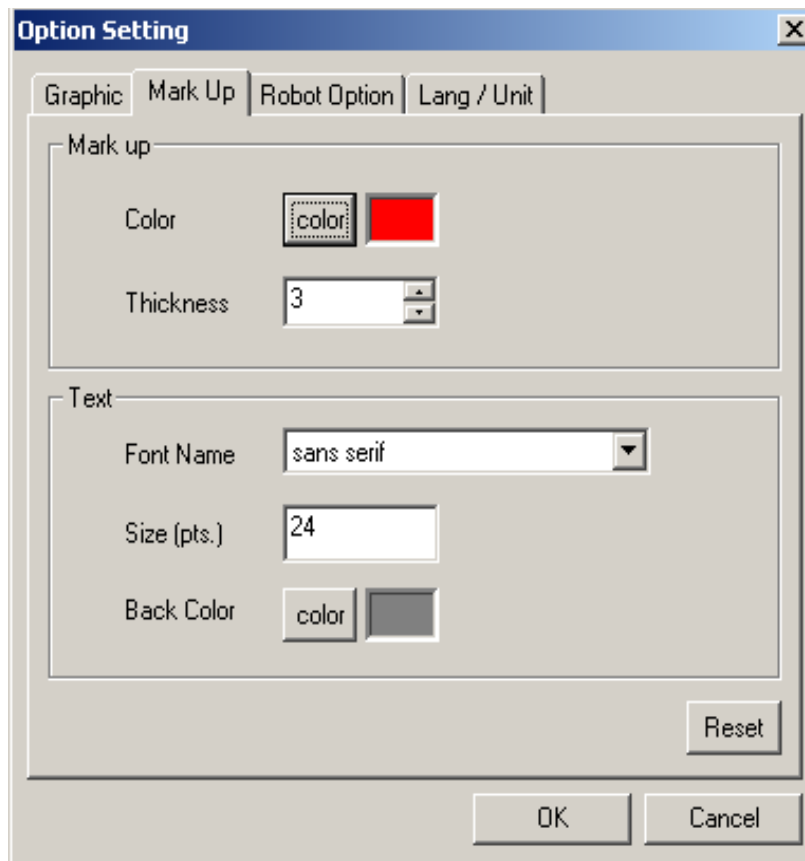 Option Setting
Graphic Mark Up Robot Option Lang / Unit
Mark up
Color color
Thickness 3
Text
Font Name sans serif
Size (pts.) 24
Back Color color
Reset
OK Cancel